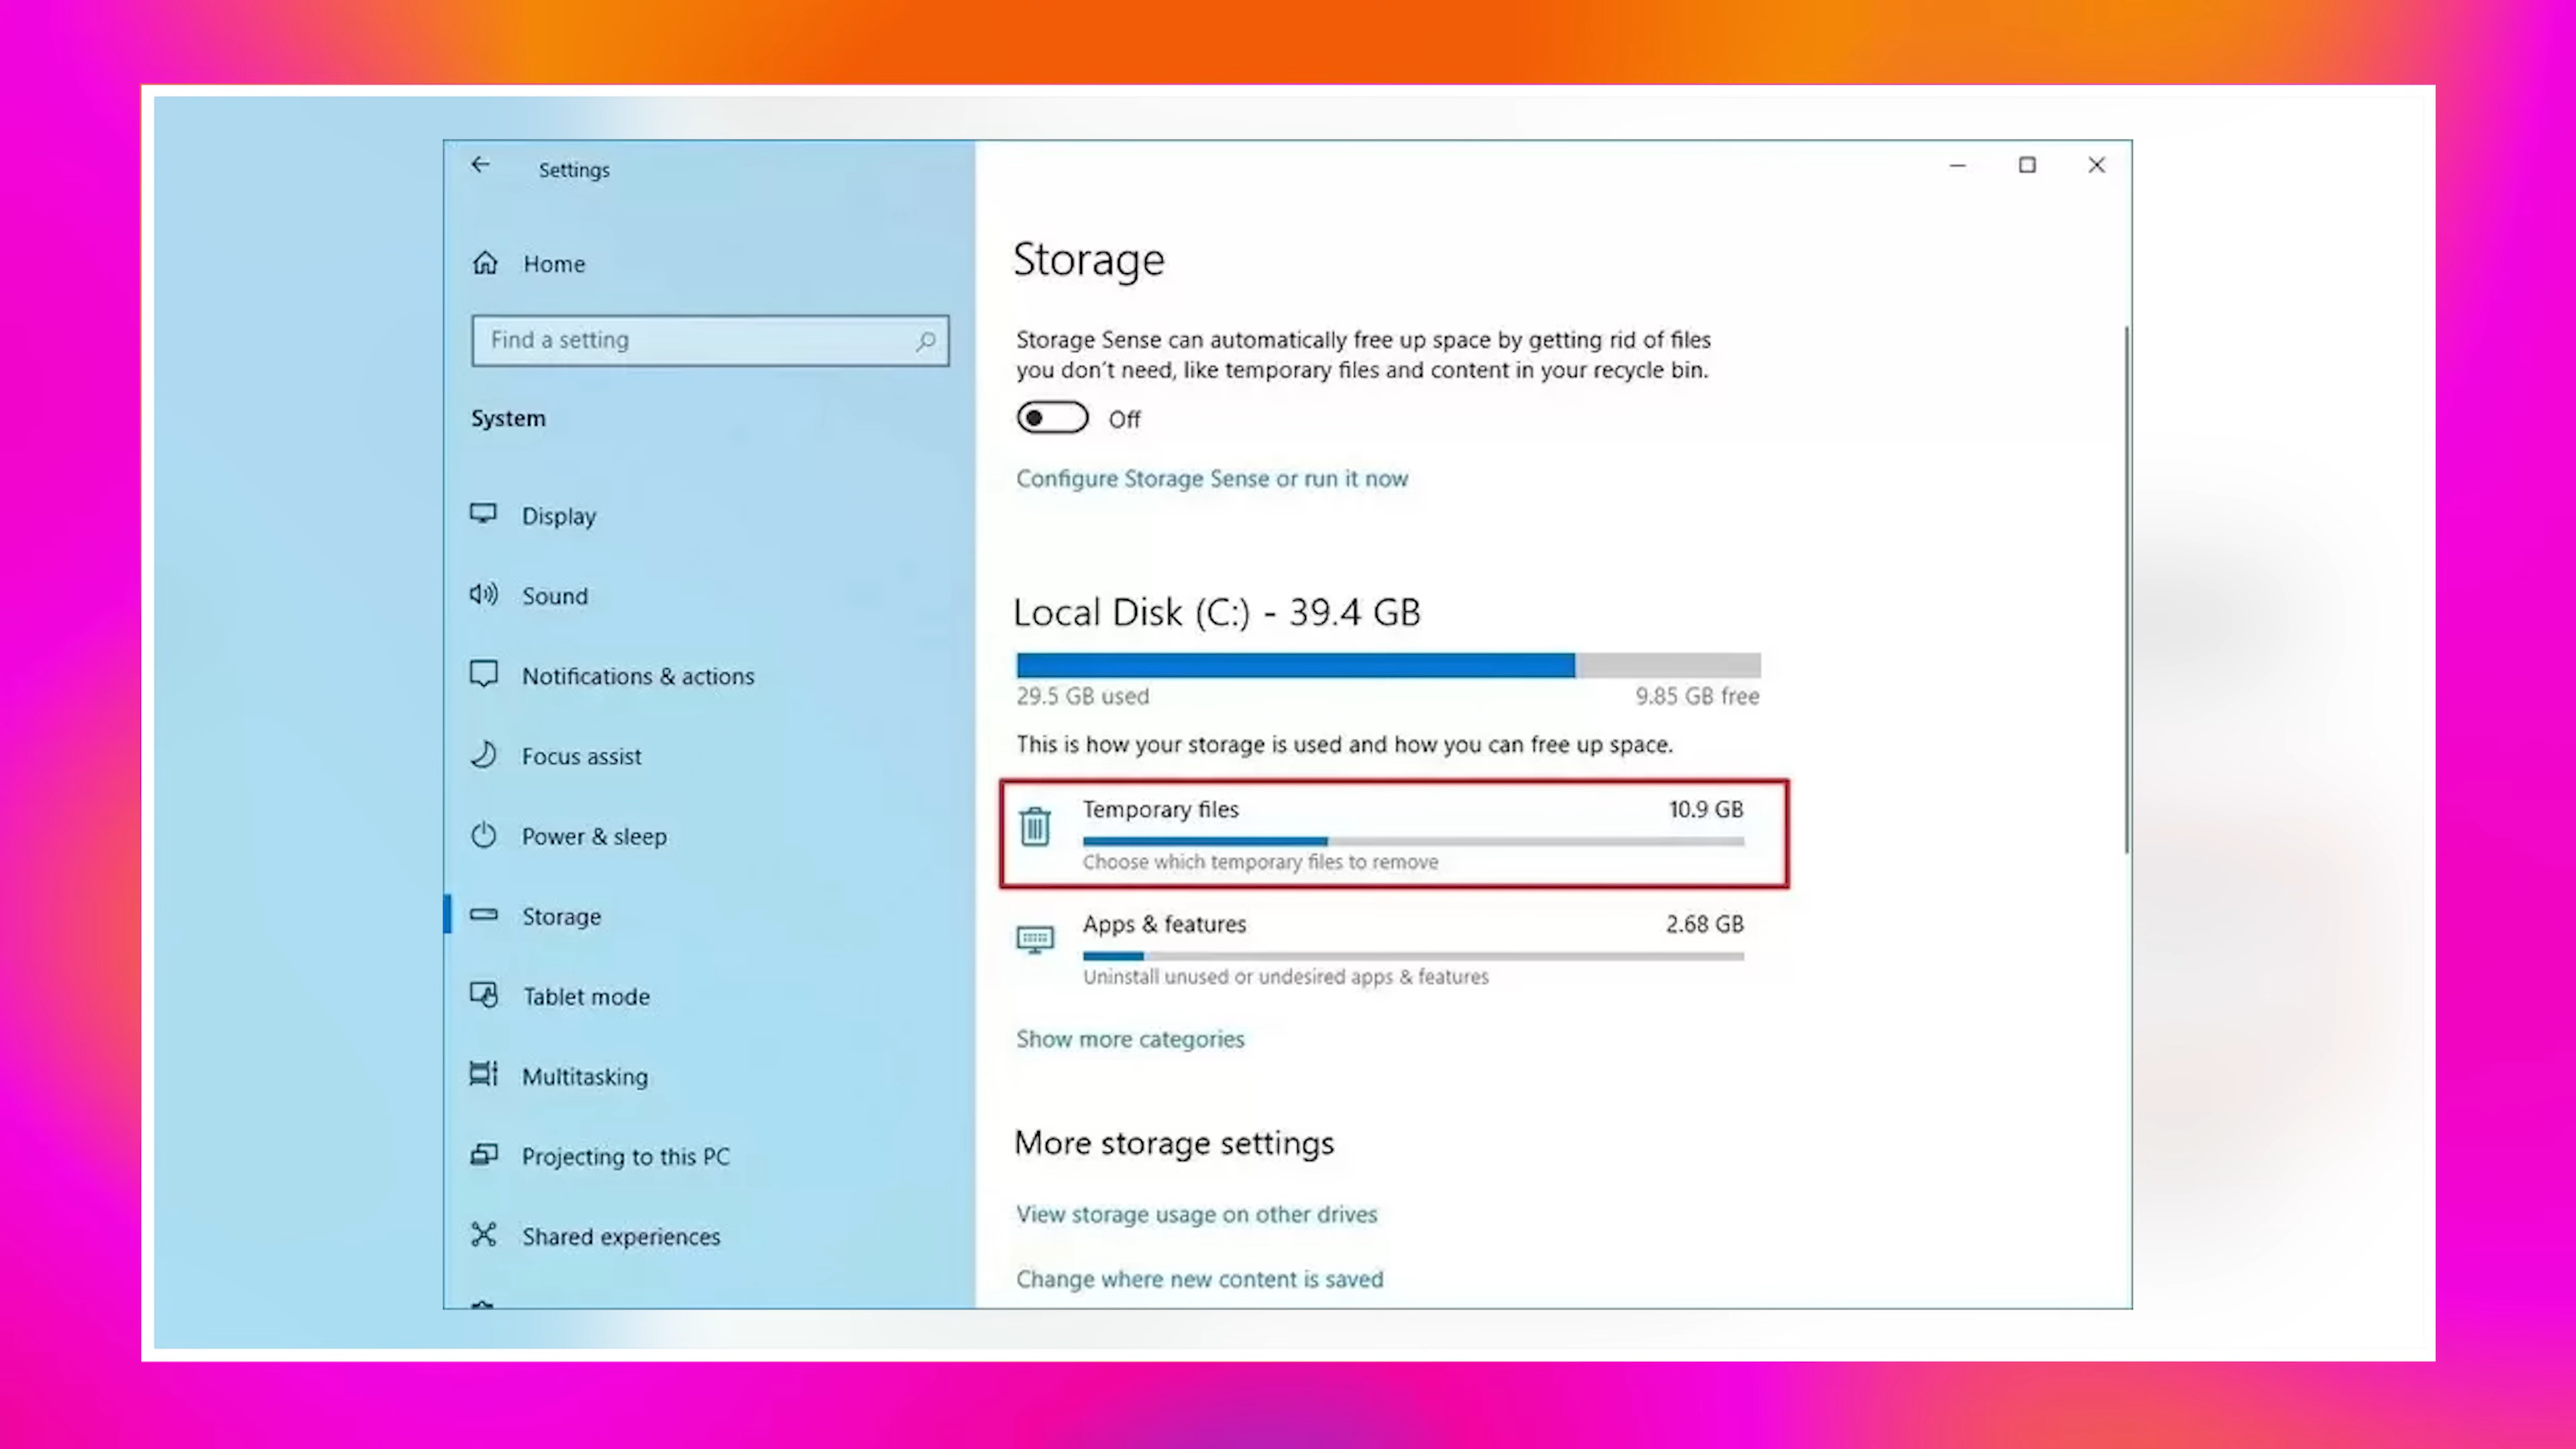 Settings
Home
Find a setting
System
Display
Sound
Notifications & actions
Focus assist
Power & sleep
Storage
Tablet mode
Multitasking
Projecting to this PC
Shared experiences
Storage
Storage Sense can automatically free up space by getting rid of files
you don't need, like temporary files and content in your recycle bin.
Off
Configure Storage Sense or run it now
Local Disk (C:) - 39.4 GB
29.5 GB used 9.85 GB free
This is how your storage is used and how you can free up space.
Temporary files 10.9 GB
Choose which temporary files to remove
Apps & features 2.68 GB
Uninstall unused or undesired apps & features
Show more categories
More storage settings
View storage usage on other drives
Change where new content is saved